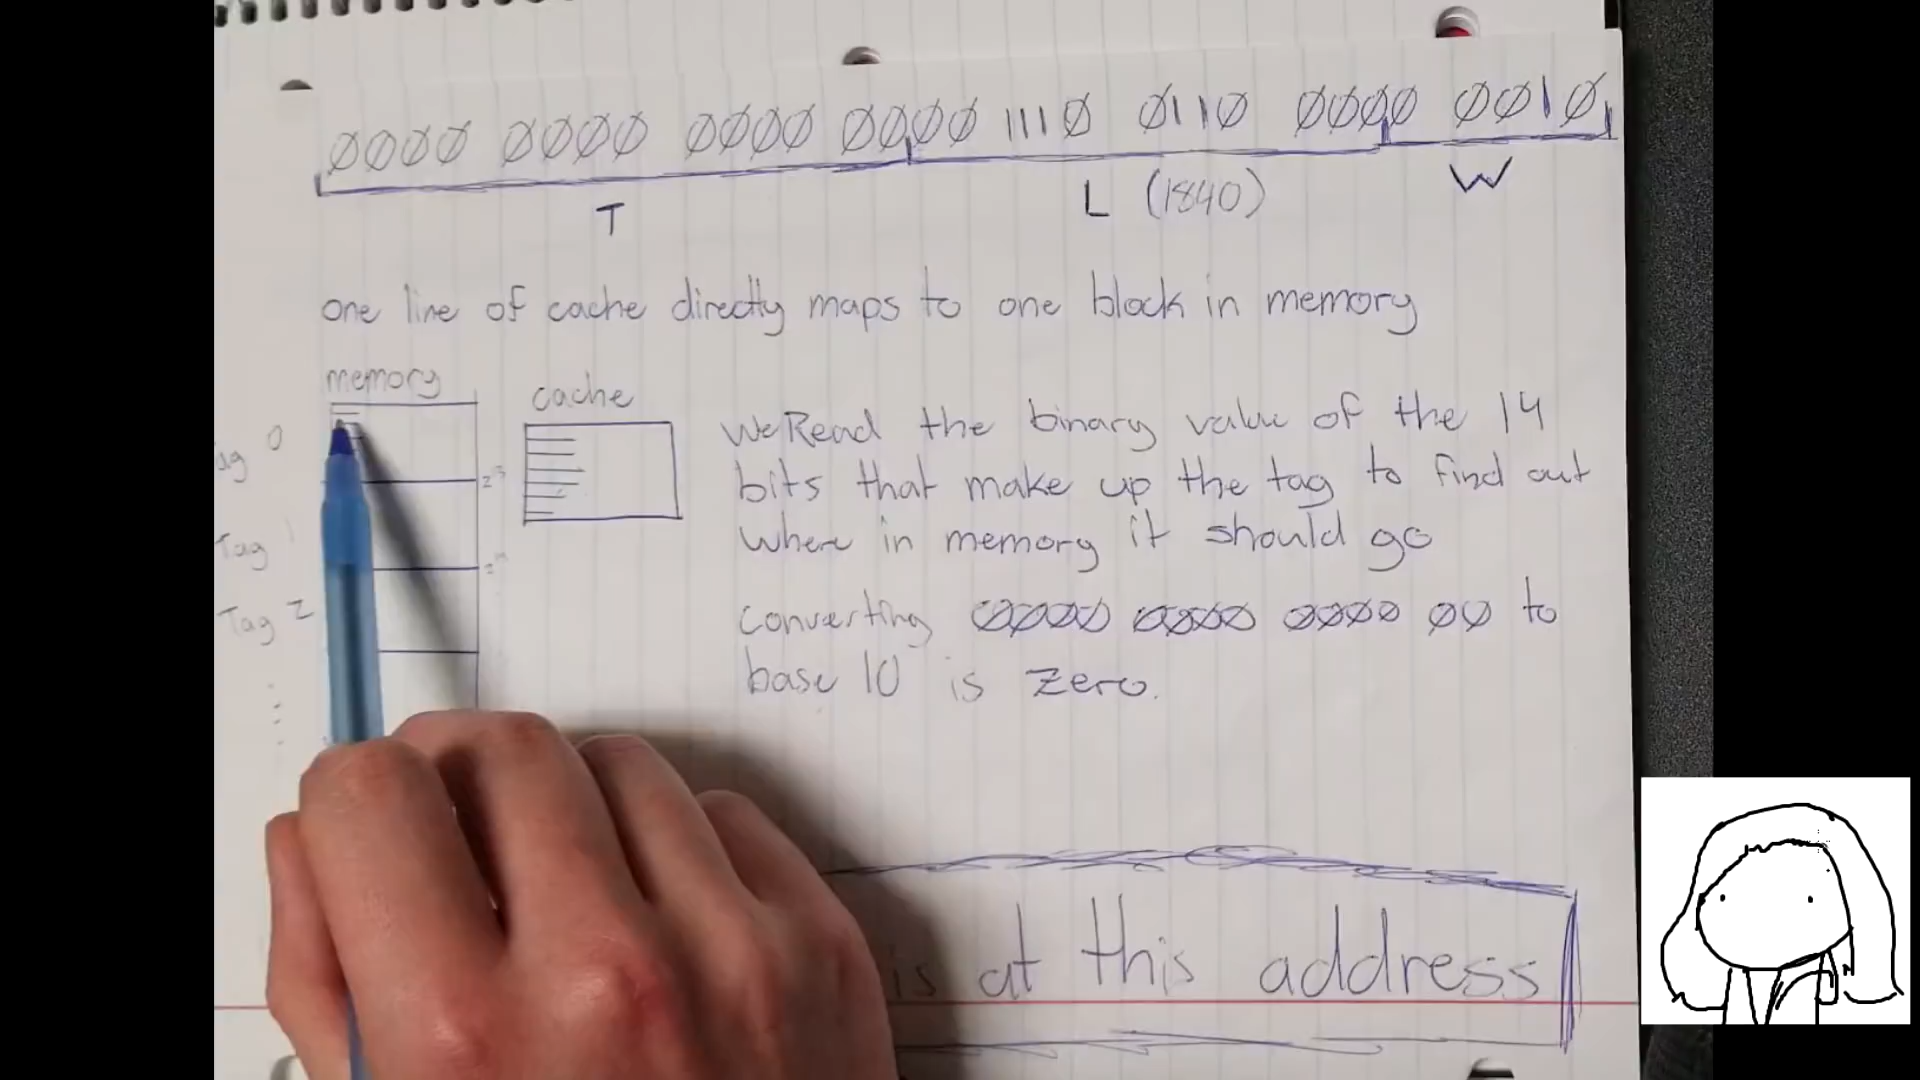 0000 0000 0000 0000 1110 0110 0000 0010
T L (1840) W
one line of cache directly maps to one block in memory
memory
cache
ag 0
Tag 1
Tag 2
We Read the binary value of the 14
bits that make up the tag to find out
where in memory it should go
converting 0000 0000 0000 00 to
base 10 is zero.
is at this address